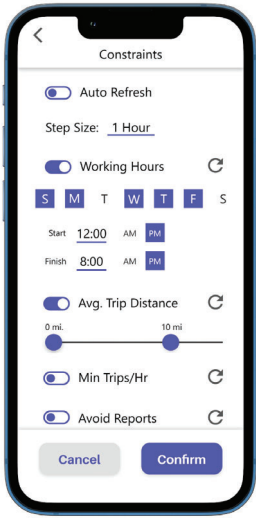 Constraints
Auto Refresh
Step Size: 1 Hour
Working Hours
S M T W T F S
Start 12:00 AM PM
Finish 8:00 AM PM
Avg. Trip Distance
0 mi. 10 mi
Min Trips/Hr
Avoid Reports
Cancel Confirm